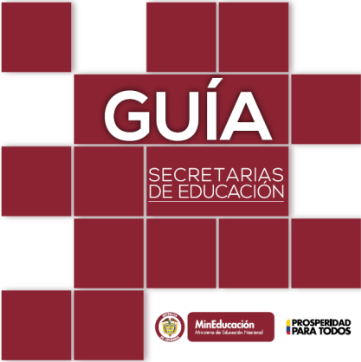 GUÍA
SECRETARIAS
DE EDUCACIÓN
MinEducación
Ministerio de Educación Nacional
PROSPERIDAD
PARA TODOS